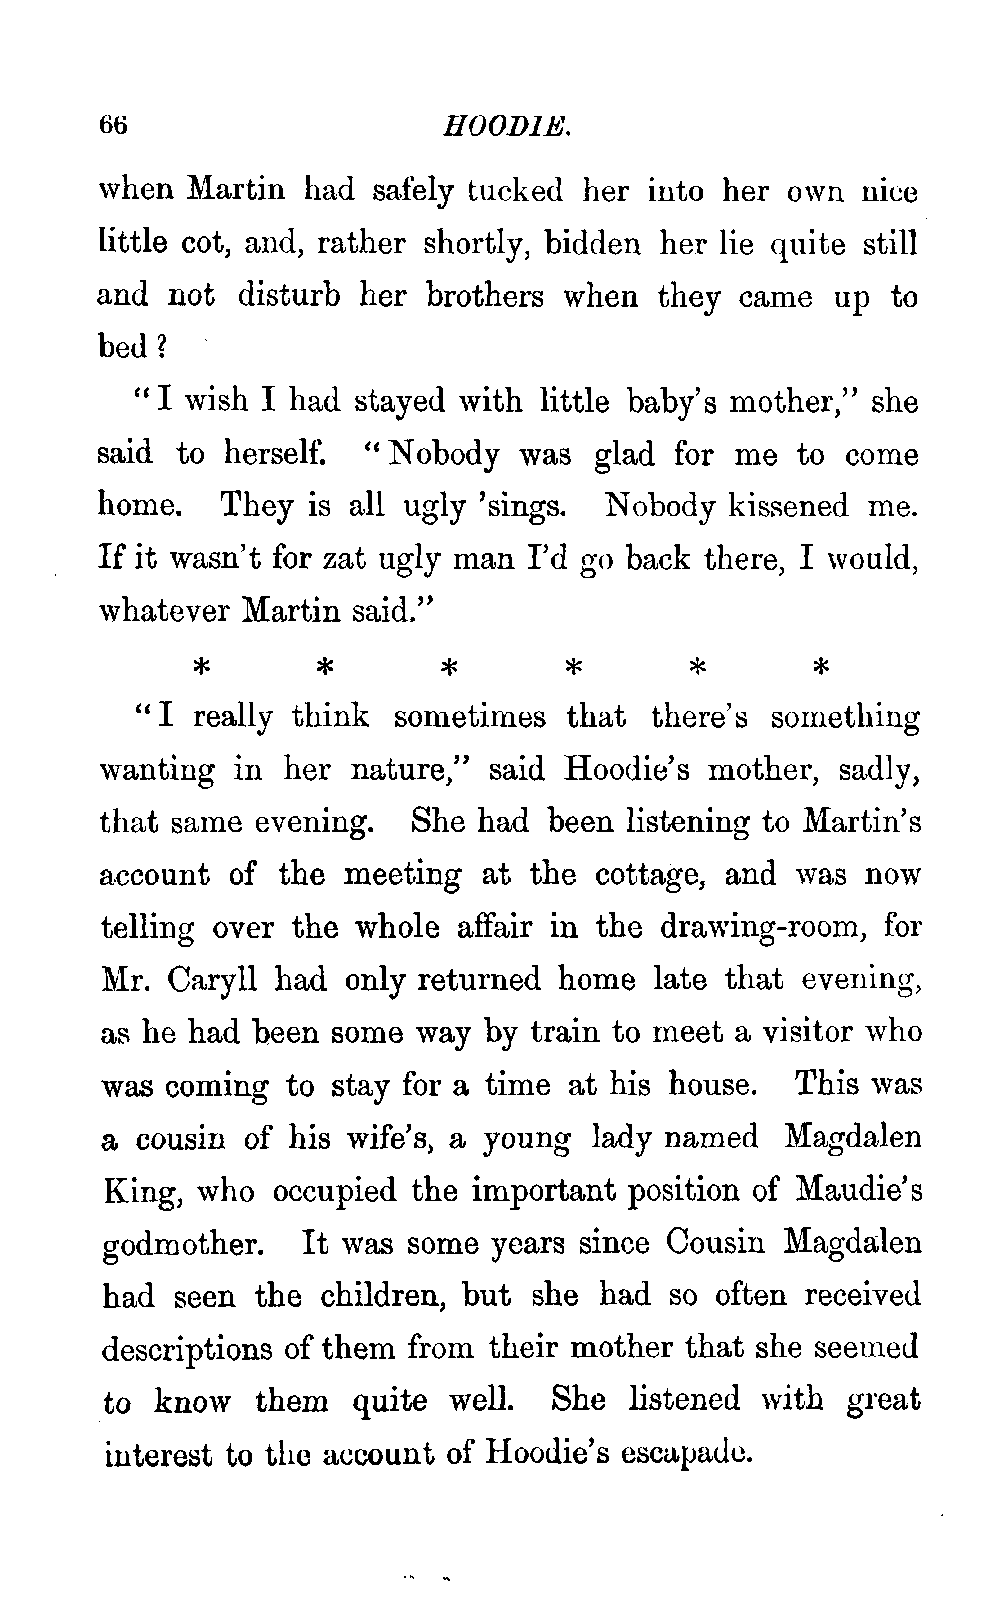 66 HOODIE.
when Martin had safely tucked her into her own nice
little cot, and, rather shortly, bidden her lie quite still
and not disturb her brothers when they came up to
bed ?
“ I wish I had stayed with little baby’s mother,” she
said to herself. “ Nobody was glad for me to come
home. They is all ugly ’sings. Nobody kissened me.
If it wasn’t for zat ugly man I’d go back there, I would,
whatever Martin said.”
* * * * * *
“ I really think sometimes that there’s something
wanting in her nature,” said Hoodie’s mother, sadly,
that same evening. She had been listening to Martin’s
account of the meeting at the cottage, and was now
telling over the whole affair in the drawing-room, for
Mr. Caryll had only returned home late that evening,
as he had been some way by train to meet a visitor who
was coming to stay for a time at his house. This was
a cousin of his wife’s, a young lady named Magdalen
King, who occupied the important position of Maudie’s
godmother. It was some years since Cousin Magdalen
had seen the children, but she had so often received
descriptions of them from their mother that she seemed
to know them quite well. She listened with great
interest to the account of Hoodie’s escapade.